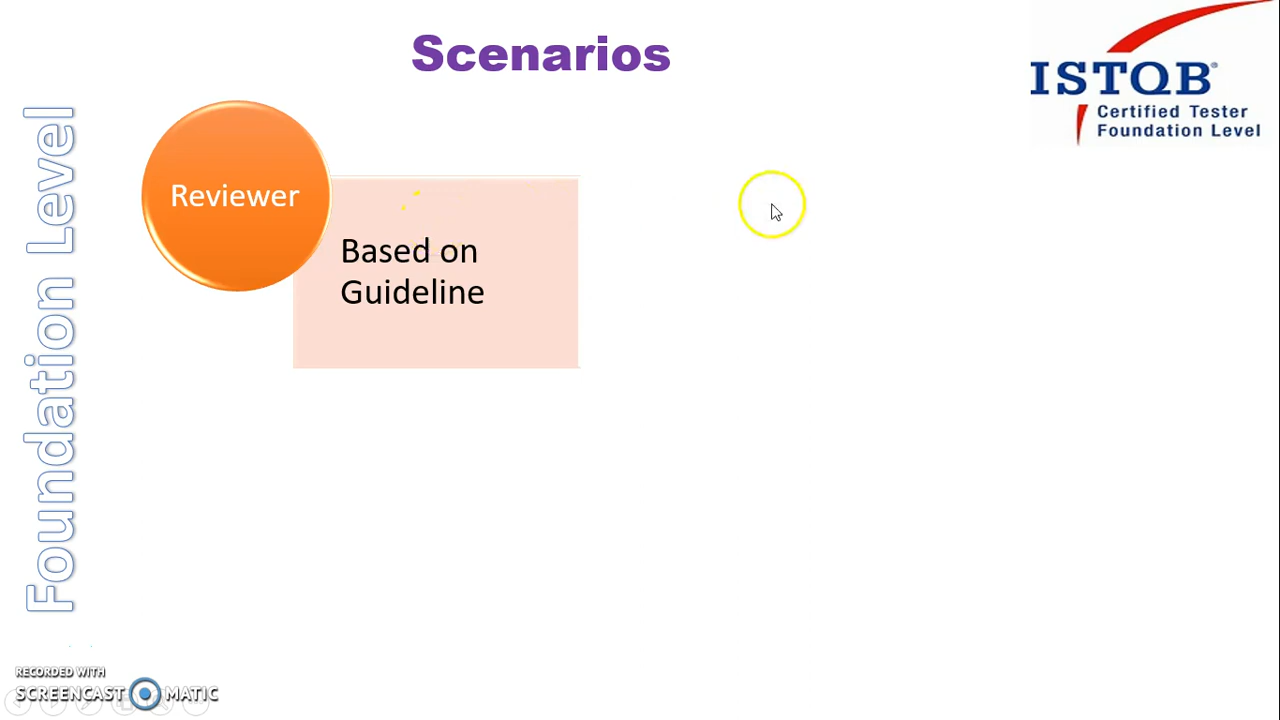 Scenarios
ISTQB®
Certified Tester
Foundation Level
Foundation Level
Reviewer
Based on
Guideline
RECORDED WITH
SCREENCAST MATIC